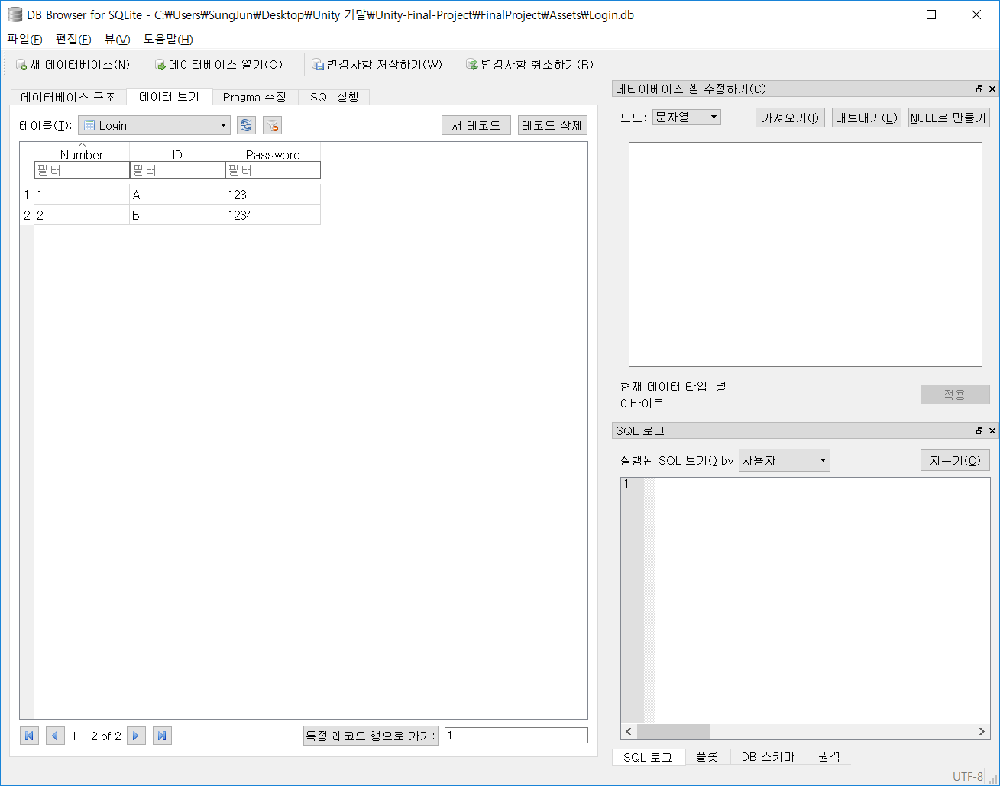 DB Browser for SQLite - C:₩Users₩SungJun₩Desktop₩Unity 기말₩Unity-Final-Project₩FinalProject₩Assets₩Login.db
파일(F) 편집(E) 뷰(V) 도움말(H)
새 데이터베이스(N) 데이터베이스 열기(O) 변경사항 저장하기(W) 변경사항 취소하기(R)
데이터베이스 구조 데이터 보기 Pragma 수정 SQL 실행
테이블(T): Login 새 레코드 레코드 삭제
Number ID Password
필터 필터 필터
1 1 A 123
2 2 B 1234
1 - 2 of 2 특정 레코드 행으로 가기: 1
데티어베이스 셀 수정하기(C)
모드: 문자열 가져오기(I) 내보내기(E) NULL로 만들기
현재 데이터 타입: 널
0 바이트
적용
SQL 로그
실행된 SQL 보기() by 사용자 지우기(C)
1
SQL 로그 플롯 DB 스키마 원격
UTF-8